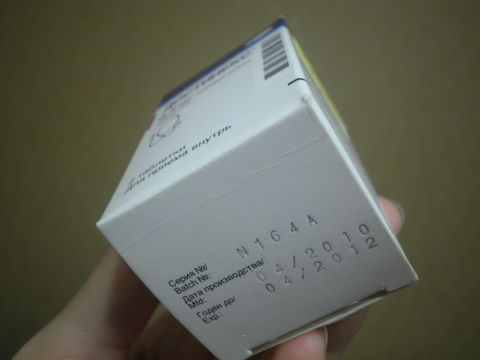 2 таблетки
для приёма внутрь
Серия №/
Batch №: N164A
Дата производства/
Mfd: 04/2010
Годен до/
Exp.: 04/2012